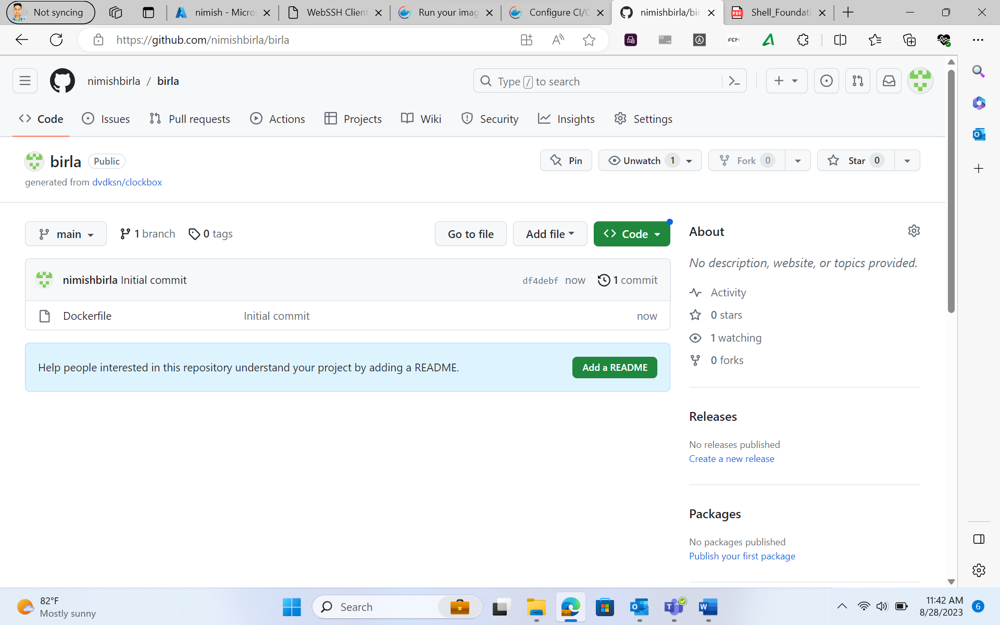 Not syncing
nimish - Micro
WebSSH Client
Run your imag
Configure CI/C
nimishbirla/bir
PDF
Shell_Foundati
https://github.com/nimishbirla/birla
FCM
nimishbirla / birla
Type / to search
Code
Issues
Pull requests
Actions
Projects
Wiki
Security
Insights
Settings
birla
Public
Pin
Unwatch 1
Fork 0
Star 0
generated from dvdksn/clockbox
main
1 branch
0 tags
Go to file
Add file
Code
nimishbirla Initial commit
df4debf now
1 commit
Dockerfile
Initial commit
now
Help people interested in this repository understand your project by adding a README.
Add a README
About
No description, website, or topics provided.
Activity
0 stars
1 watching
0 forks
Releases
No releases published
Create a new release
Packages
No packages published
Publish your first package
82°F
Mostly sunny
Search
11:42 AM
8/28/2023
6